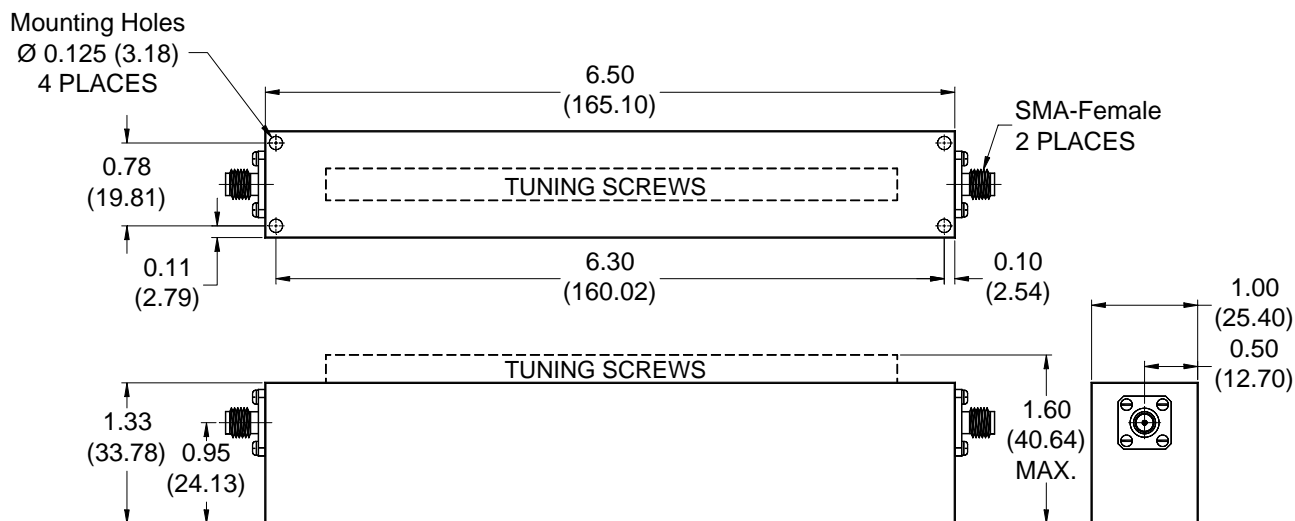 Mounting Holes
Ø 0.125 (3.18)
4 PLACES
6.50
(165.10)
SMA-Female
2 PLACES
0.78
(19.81)
TUNING SCREWS
0.11
(2.79)
6.30
(160.02)
0.10
(2.54)
1.00
(25.40)
0.50
(12.70)
TUNING SCREWS
1.33
(33.78)
0.95
(24.13)
1.60
(40.64)
MAX.